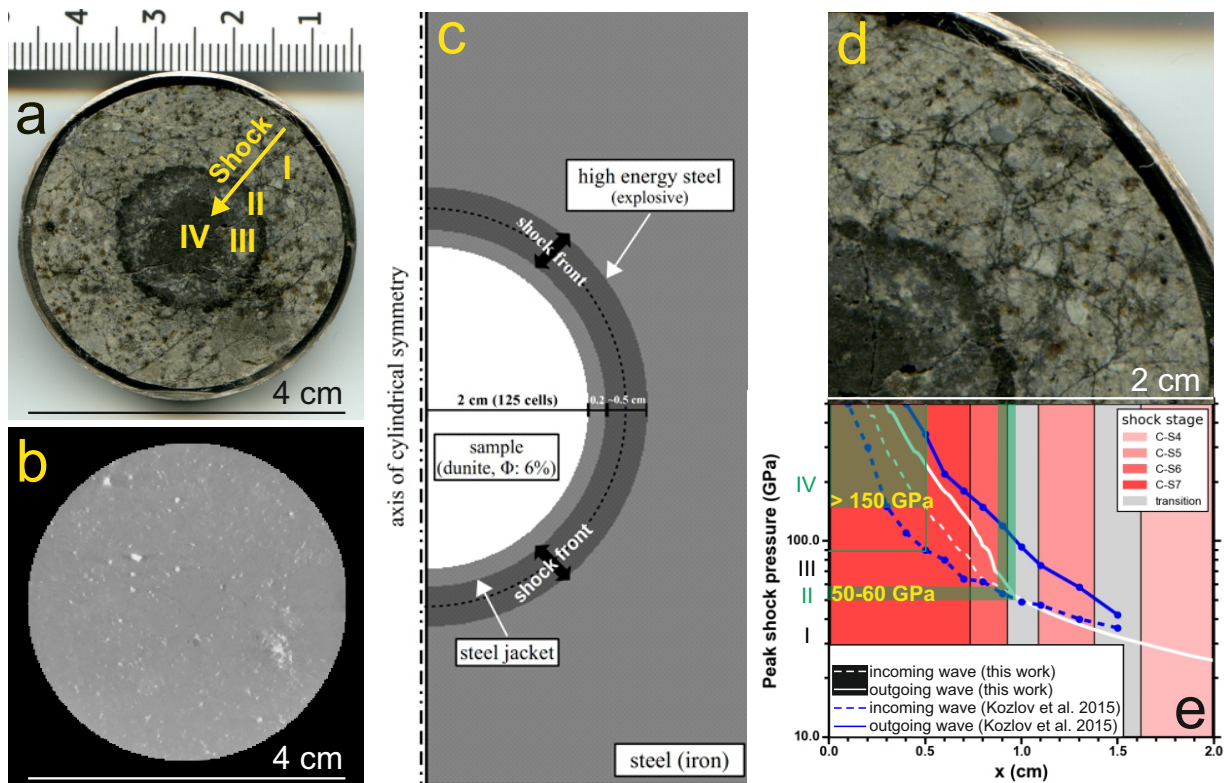 4 3 2 1
a
Shock
I
II
III
IV
4 cm
b
4 cm
c
axis of cylindrical symmetry
high energy steel
(explosive)
shock front
2 cm (125 cells)
0.2
~0.5 cm
sample
(dunite, Φ: 6%)
shock front
steel jacket
steel (iron)
d
2 cm
e
Peak shock pressure (GPa)
IV
100.0
III
II
I
10.0
> 150 GPa
50-60 GPa
shock stage
C-S4
C-S5
C-S6
C-S7
transition
incoming wave (this work)
outgoing wave (this work)
incoming wave (Kozlov et al. 2015)
outgoing wave (Kozlov et al. 2015)
0.0 0.5 1.0 1.5 2.0
x (cm)